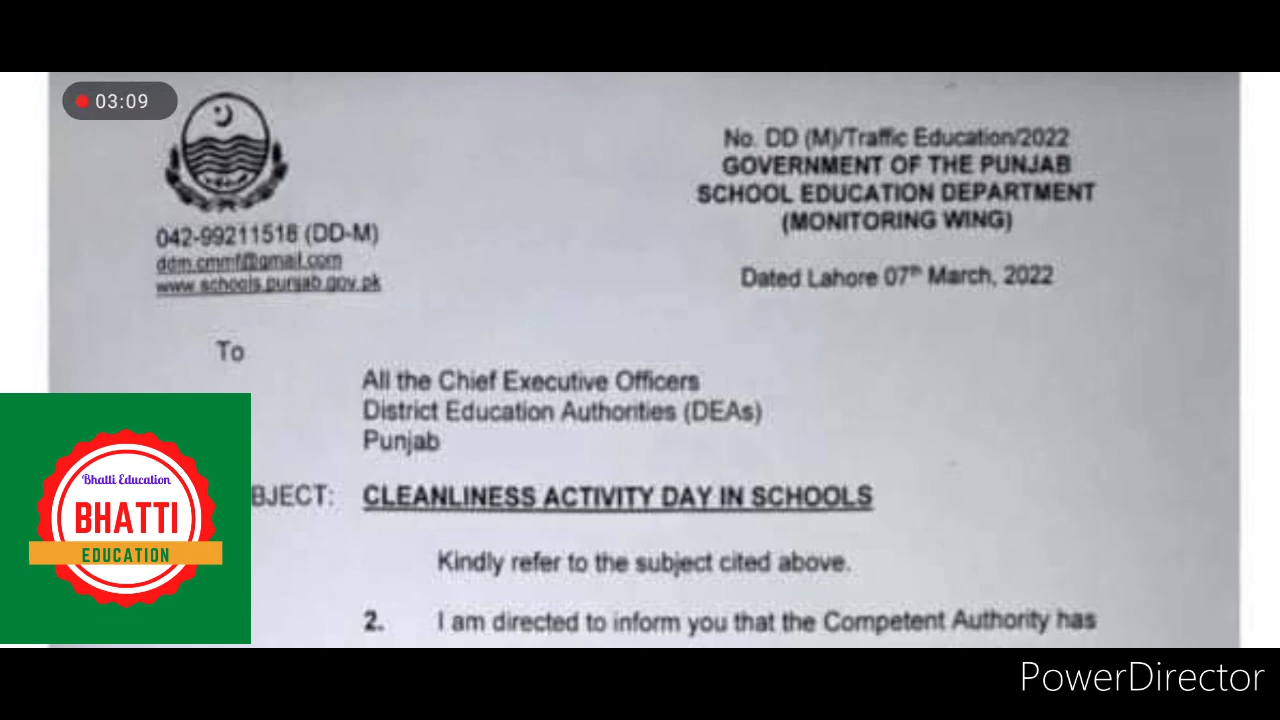 03:09
No. DD (M)/Traffic Education/2022
GOVERNMENT OF THE PUNJAB
SCHOOL EDUCATION DEPARTMENT
(MONITORING WING)
042-99211518 (DD-M)
ddm.cmmf@gmail.com
www.schools.punjab.gov.pk
Dated Lahore 07th March, 2022
To
All the Chief Executive Officers
District Education Authorities (DEAs)
Punjab
BJECT: CLEANLINESS ACTIVITY DAY IN SCHOOLS
Bhatti Education
BHATTI
EDUCATION
Kindly refer to the subject cited above.
2. I am directed to inform you that the Competent Authority has
PowerDirector